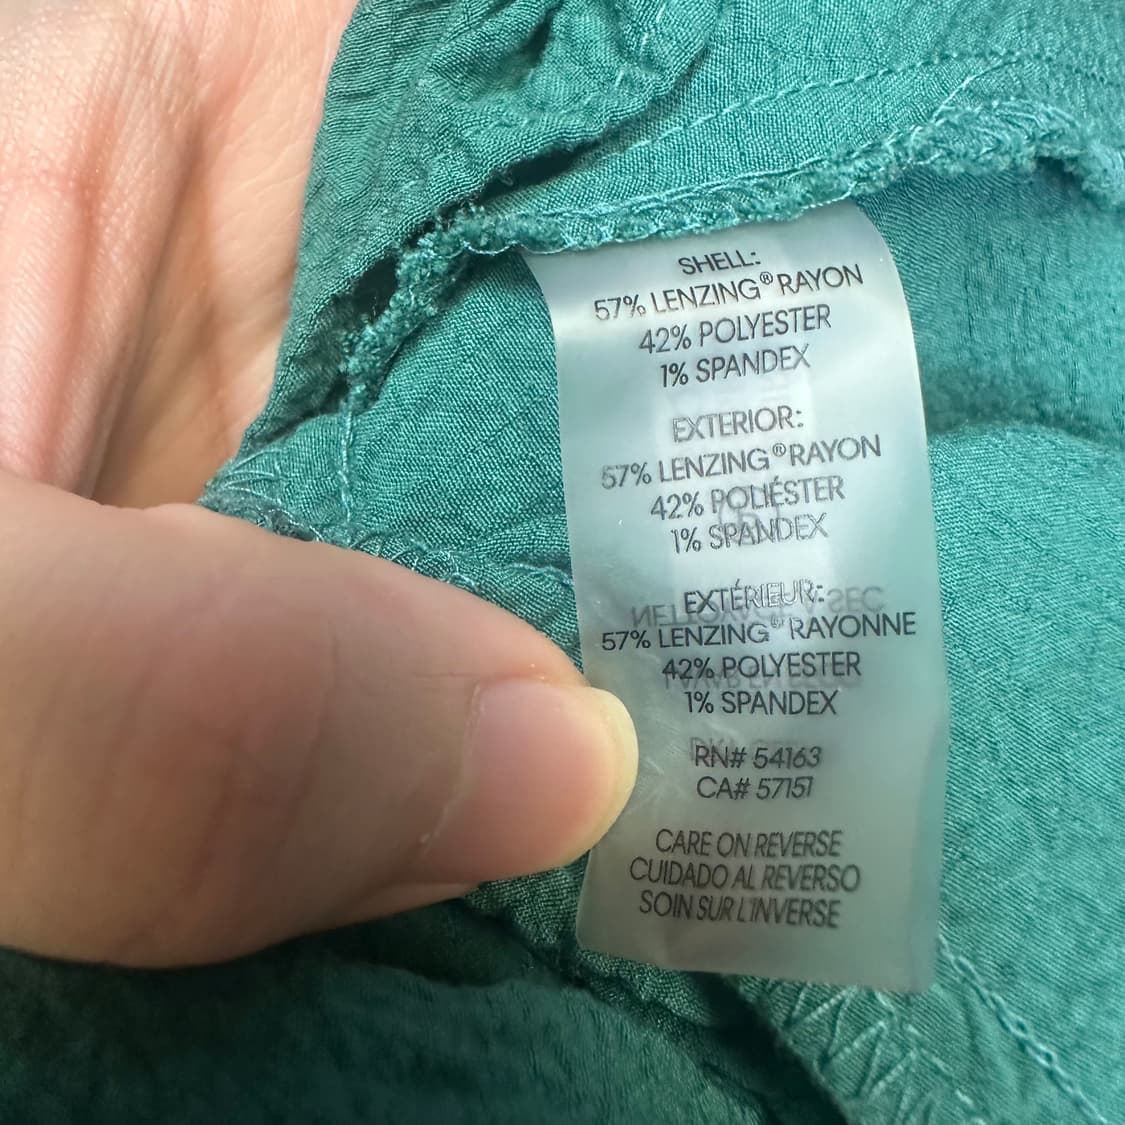 SHELL:
57% LENZING® RAYON
42% POLYESTER
1% SPANDEX
EXTERIOR:
57% LENZING® RAYON
42% POLIÉSTER
1% SPANDEX
EXTÉRIEUR:
57% LENZING® RAYONNE
42% POLYESTER
1% SPANDEX
RN# 54163
CA# 57151
CARE ON REVERSE
CUIDADO AL REVERSO
SOIN SUR L'INVERSE